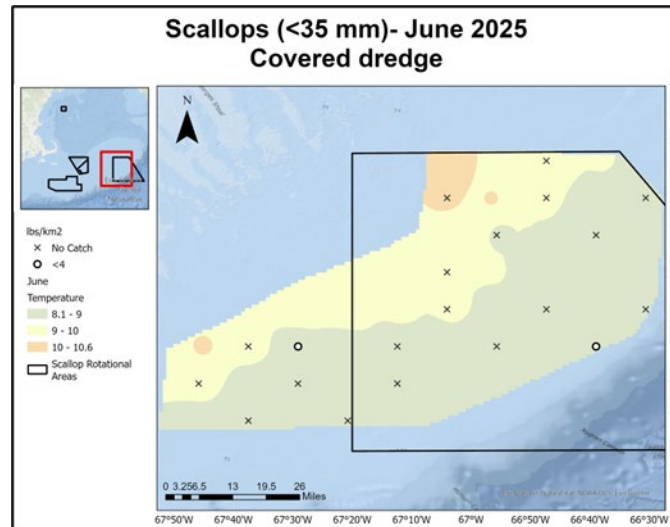 Scallops (<35 mm)- June 2025
Covered dredge
N
lbs/km2
No Catch
<4
June
Temperature
8.1 - 9
9 - 10
10 - 10.6
Scallop Rotational
Areas
0 3.256.5 13 19.5 26
Miles
67°50'W 67°40'W 67°30'W 67°20'W 67°10'W 67°0'W 66°50'W 66°40'W 66°30'W